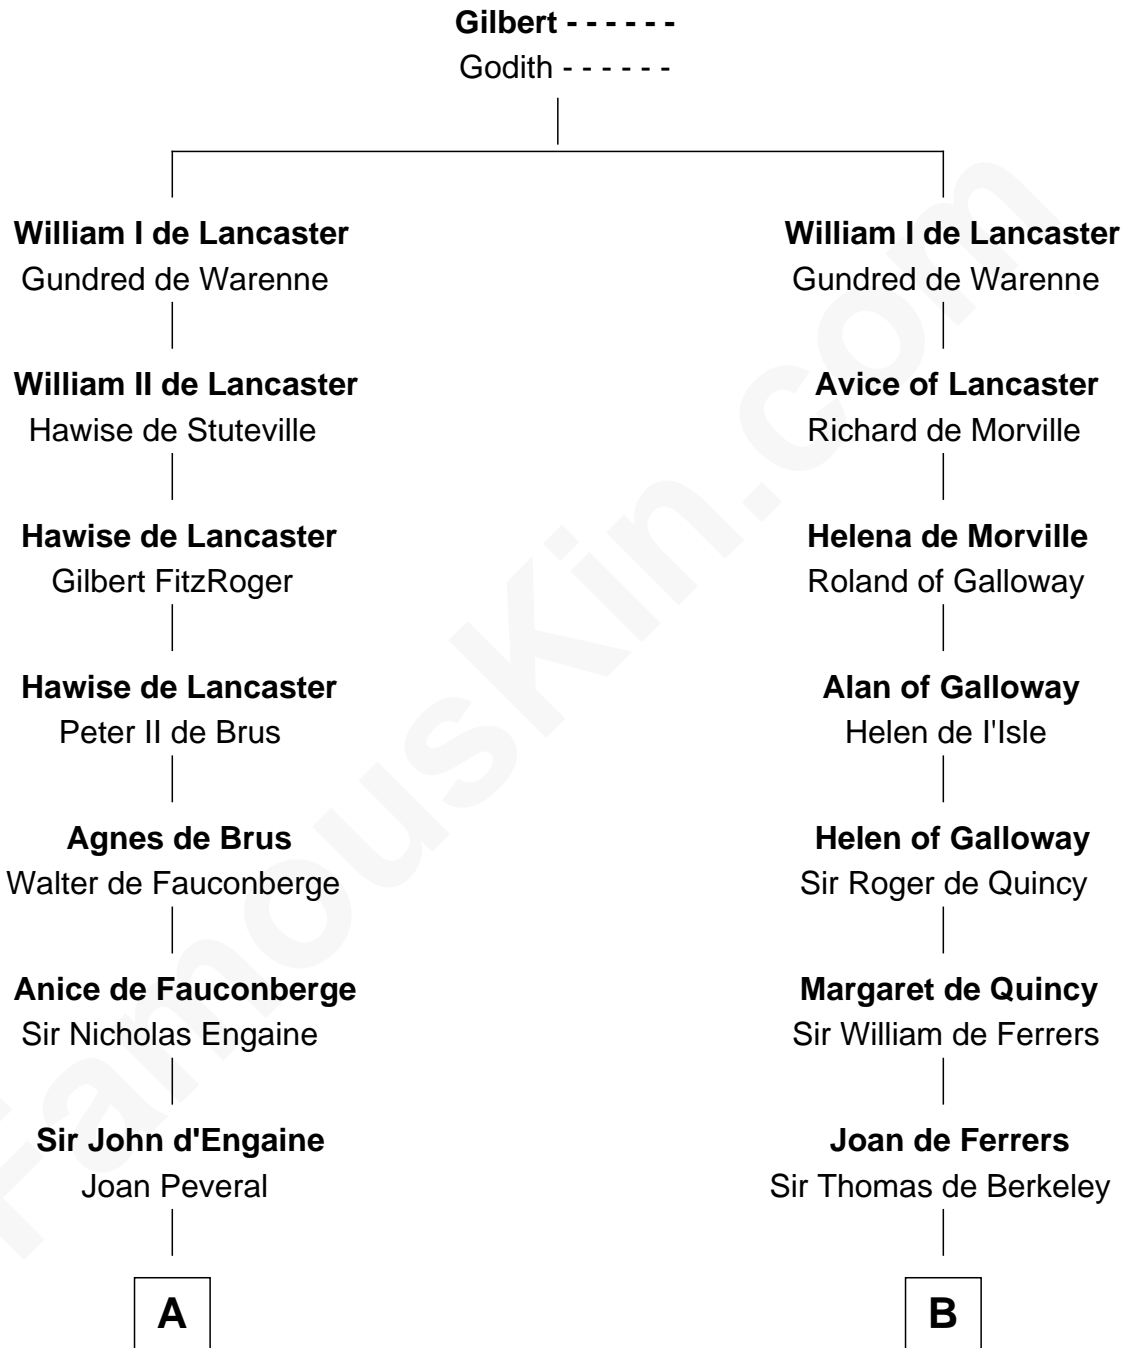 Gilbert - - - - - -
Godith - - - - - -
William I de Lancaster
Gundred de Warenne
William II de Lancaster
Hawise de Stuteville
Hawise de Lancaster
Gilbert FitzRoger
Hawise de Lancaster
Peter II de Brus
Agnes de Brus
Walter de Fauconberge
Anice de Fauconberge
Sir Nicholas Engaine
Sir John d'Engaine
Joan Peveral
A
William I de Lancaster
Gundred de Warenne
Avice of Lancaster
Richard de Morville
Helena de Morville
Roland of Galloway
Alan of Galloway
Helen de I'Isle
Helen of Galloway
Sir Roger de Quincy
Margaret de Quincy
Sir William de Ferrers
Joan de Ferrers
Sir Thomas de Berkeley
B
FamousKin.com